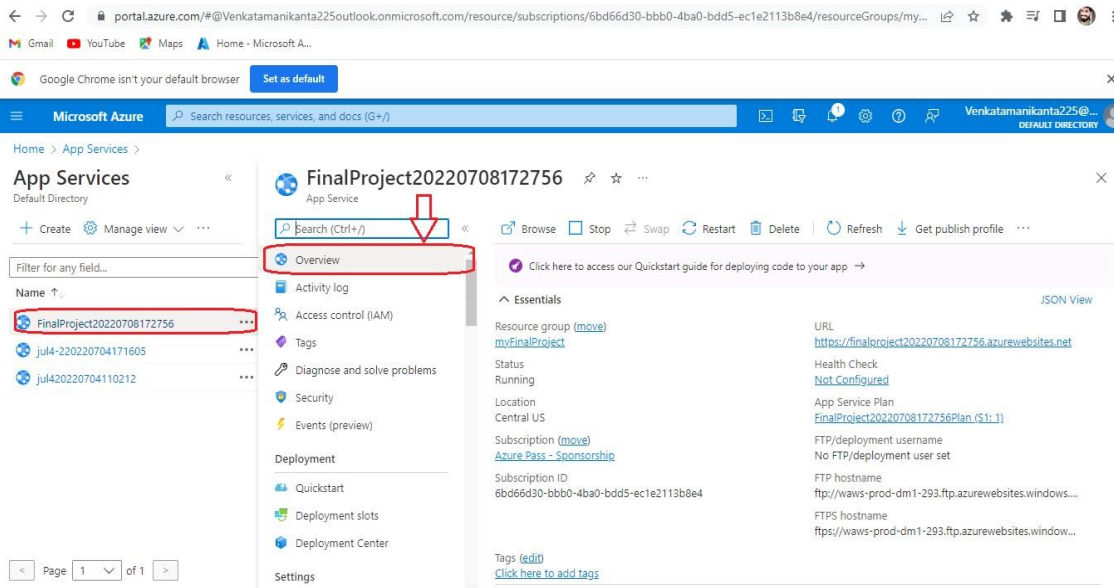 portal.azure.com/#@Venkatamanikanta225outlook.onmicrosoft.com/resource/subscriptions/6bd66d30-bbb0-4ba0-bdd5-ec1e2113b8e4/resourceGroups/my...
Gmail YouTube Maps Home - Microsoft A...
Google Chrome isn't your default browser Set as default
Microsoft Azure Search resources, services, and docs (G+/) 1 Venkatamanikanta225@...
DEFAULT DIRECTORY
Home > App Services >
App Services
Default Directory
+ Create Manage view ...
Filter for any field...
Name ↑
FinalProject20220708172756 ...
jul4-220220704171605 ...
jul420220704110212 ...
< Page 1 of 1 >
FinalProject20220708172756 ...
App Service
Search (Ctrl+/)
Overview
Activity log
Access control (IAM)
Tags
Diagnose and solve problems
Security
Events (preview)
Deployment
Quickstart
Deployment slots
Deployment Center
Settings
Browse Stop Swap Restart Delete Refresh Get publish profile ...
Click here to access our Quickstart guide for deploying code to your app →
Essentials JSON View
Resource group (move)
myFinalProject
Status
Running
Location
Central US
Subscription (move)
Azure Pass - Sponsorship
Subscription ID
6bd66d30-bbb0-4ba0-bdd5-ec1e2113b8e4
URL
https://finalproject20220708172756.azurewebsites.net
Health Check
Not Configured
App Service Plan
FinalProject20220708172756Plan (S1: 1)
FTP/deployment username
No FTP/deployment user set
FTP hostname
ftp://waws-prod-dm1-293.ftp.azurewebsites.windows....
FTPS hostname
ftps://waws-prod-dm1-293.ftp.azurewebsites.window...
Tags (edit)
Click here to add tags